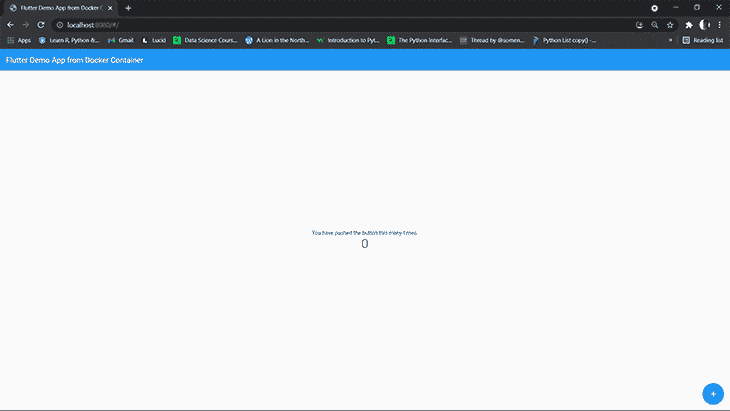 Flutter Demo App from Docker C
localhost:8080/#/
Apps Learn R, Python &... Gmail Lucid Data Science Cours... A Lion in the North... Introduction to Pyt... The Python Interfac... Thread by @somen... Python List copy() -... » Reading list
Flutter Demo App from Docker Container
You have pushed the button this many times:
0
+